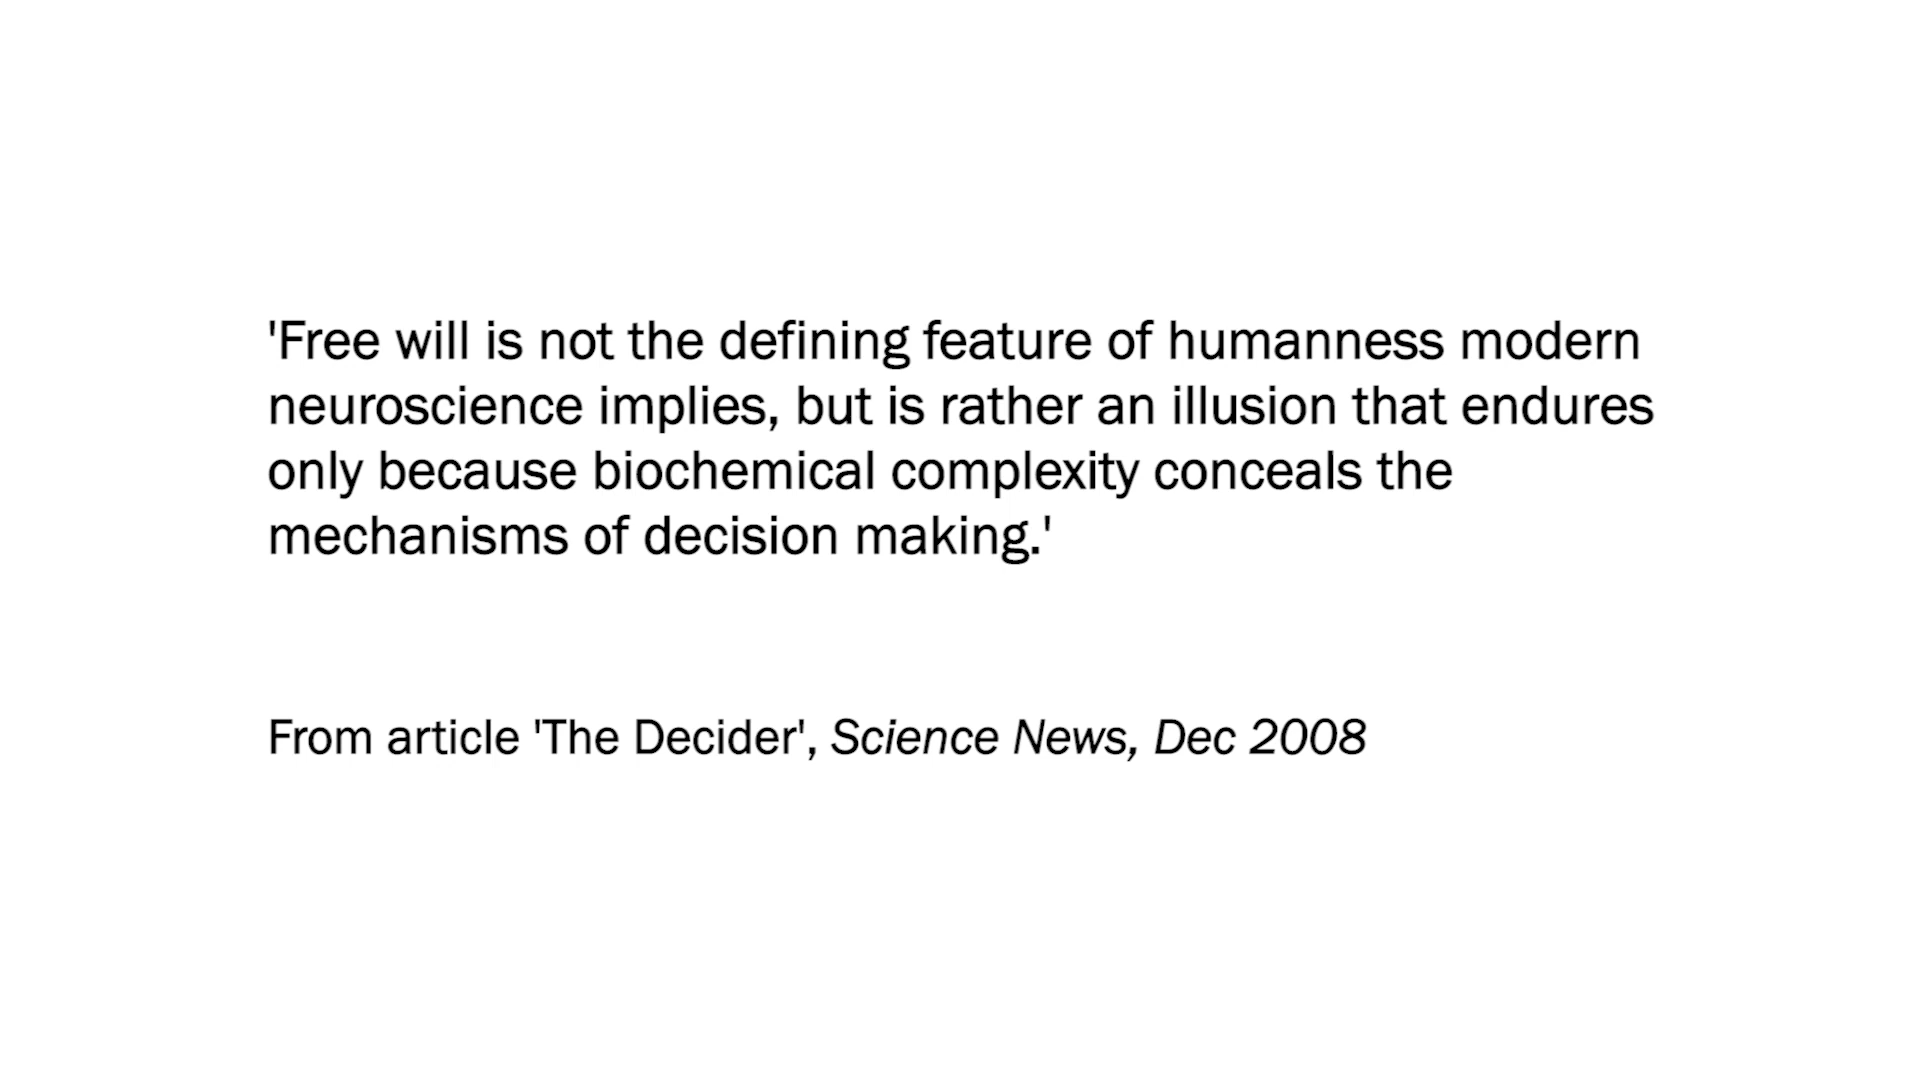 'Free will is not the defining feature of humanness modern
neuroscience implies, but is rather an illusion that endures
only because biochemical complexity conceals the
mechanisms of decision making.'
From article 'The Decider', Science News, Dec 2008